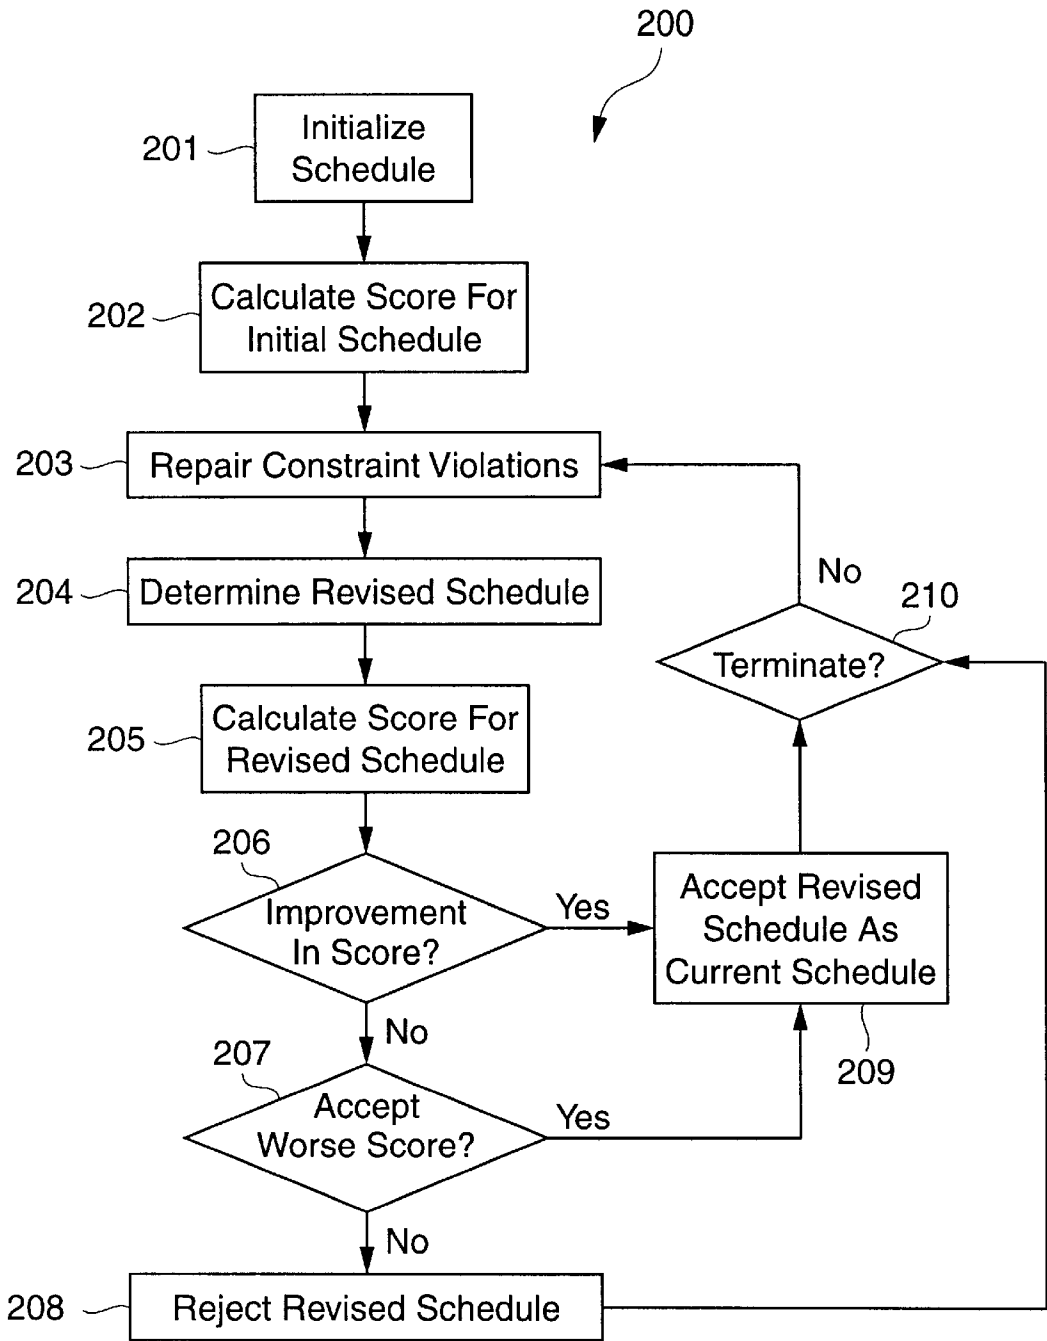 200
201
Initialize
Schedule
202
Calculate Score For
Initial Schedule
203
Repair Constraint Violations
204
Determine Revised Schedule
No
210
Terminate?
205
Calculate Score For
Revised Schedule
206
Improvement
In Score?
Yes
Accept Revised
Schedule As
Current Schedule
209
No
207
Accept
Worse Score?
Yes
No
208
Reject Revised Schedule